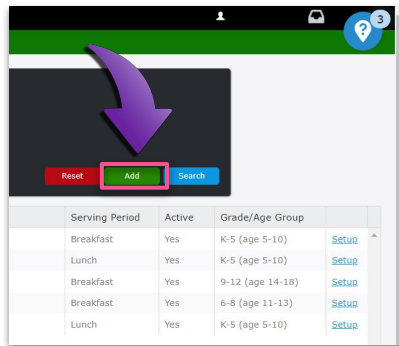 3
?
Reset Add Search
Serving Period Active Grade/Age Group
Breakfast Yes K-5 (age 5-10) Setup
Lunch Yes K-5 (age 5-10) Setup
Breakfast Yes 9-12 (age 14-18) Setup
Breakfast Yes 6-8 (age 11-13) Setup
Lunch Yes K-5 (age 5-10) Setup